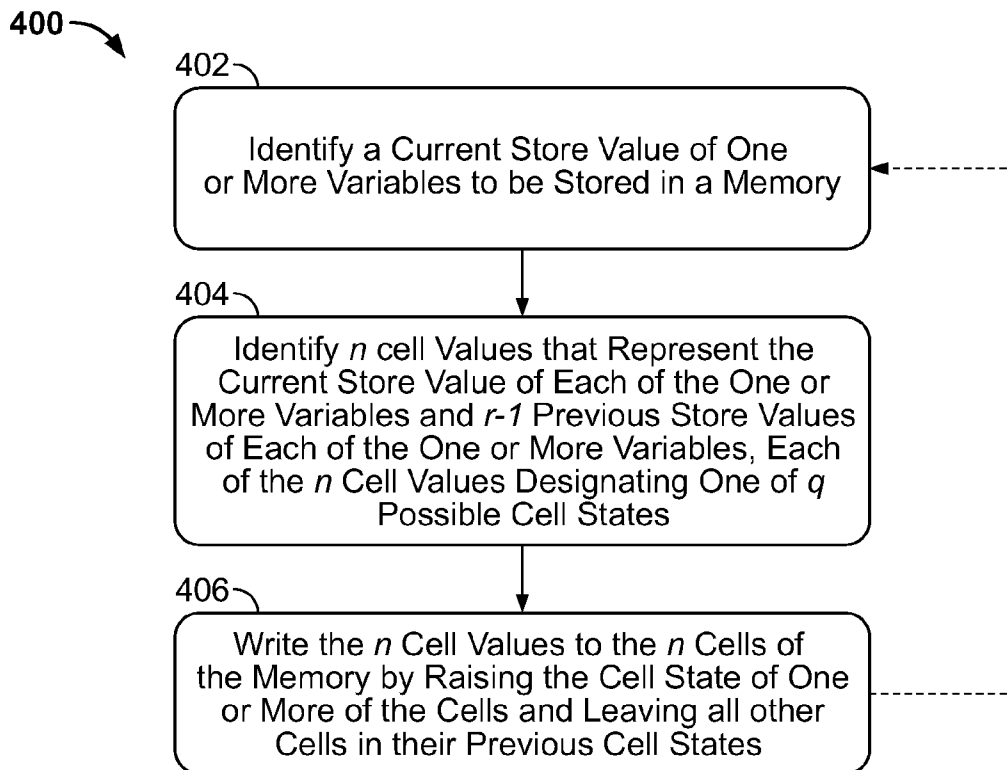 400
402
Identify a Current Store Value of One
or More Variables to be Stored in a Memory
404
Identify n cell Values that Represent the
Current Store Value of Each of the One or
More Variables and r-1 Previous Store Values
of Each of the One or More Variables, Each
of the n Cell Values Designating One of q
Possible Cell States
406
Write the n Cell Values to the n Cells of
the Memory by Raising the Cell State of One
or More of the Cells and Leaving all other
Cells in their Previous Cell States